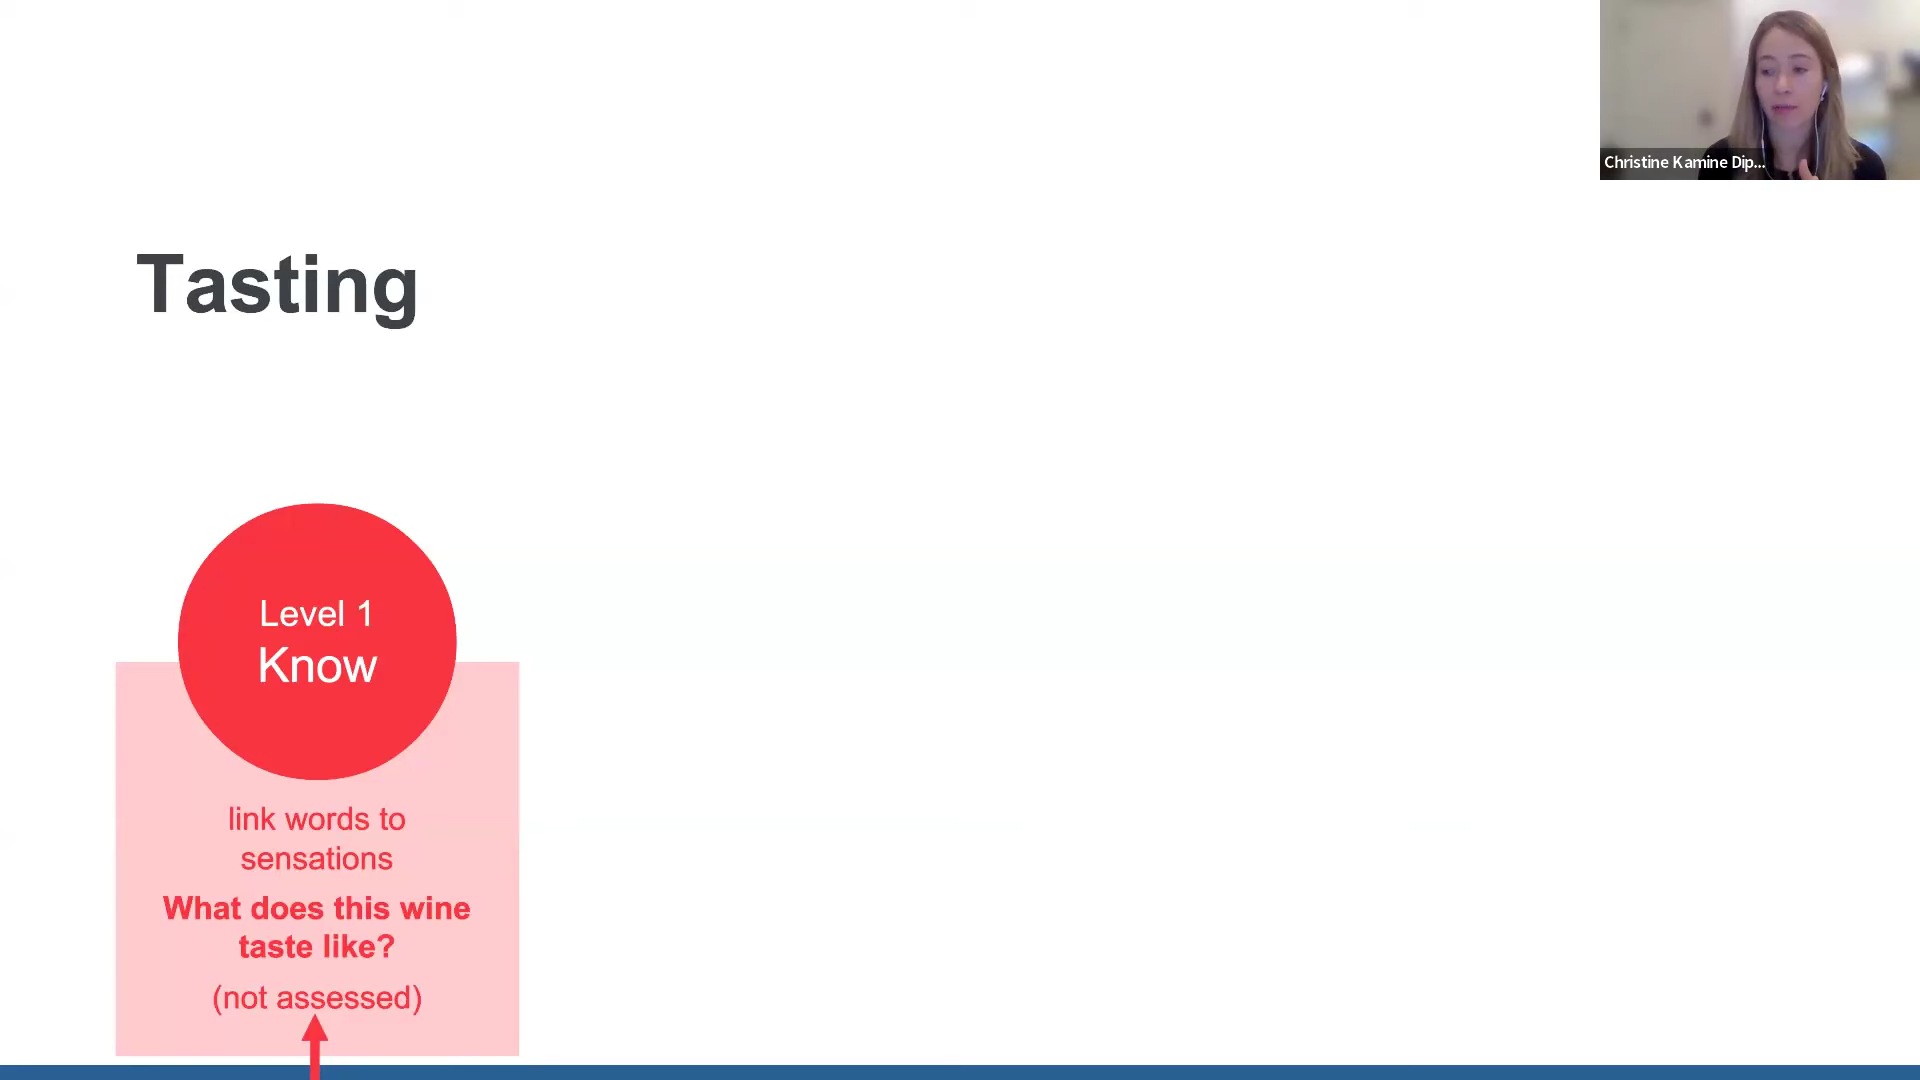 Christine Kamine Dip...
Tasting
Level 1
Know
link words to
sensations
What does this wine
taste like?
(not assessed)